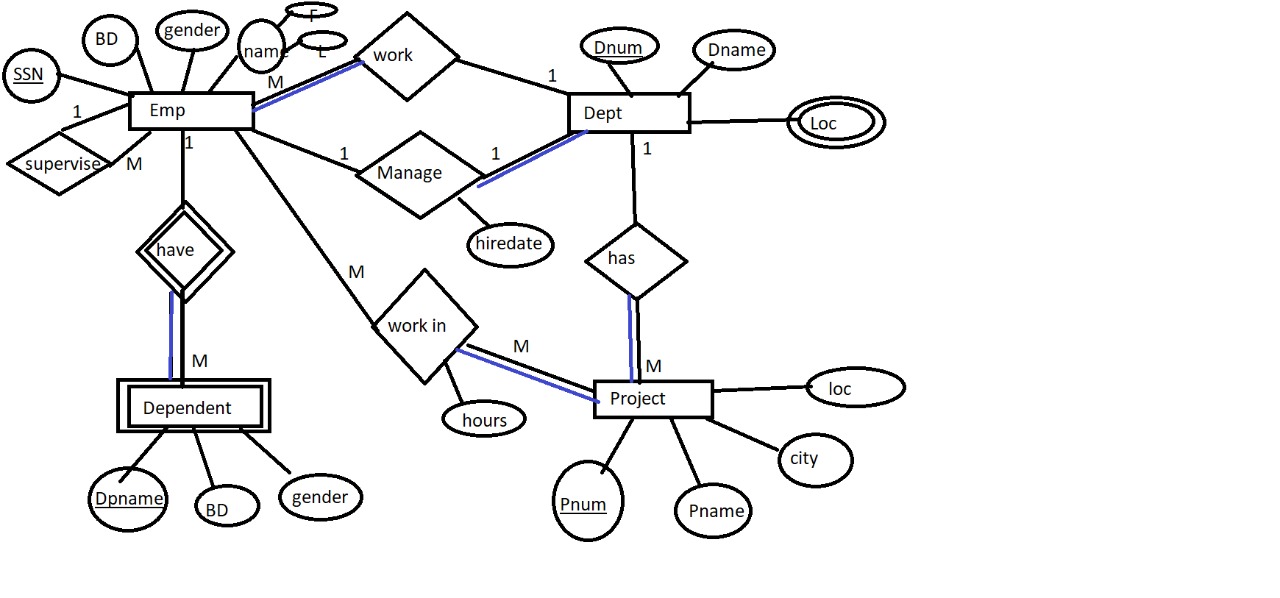 F
gender
BD
name
L
Dnum
Dname
work
SSN
M
1
Emp
1
Dept
Loc
1
1
1
1
supervise
M
Manage
have
hiredate
has
M
work in
M
M
M
loc
Project
Dependent
hours
city
Dpname
gender
BD
Pnum
Pname